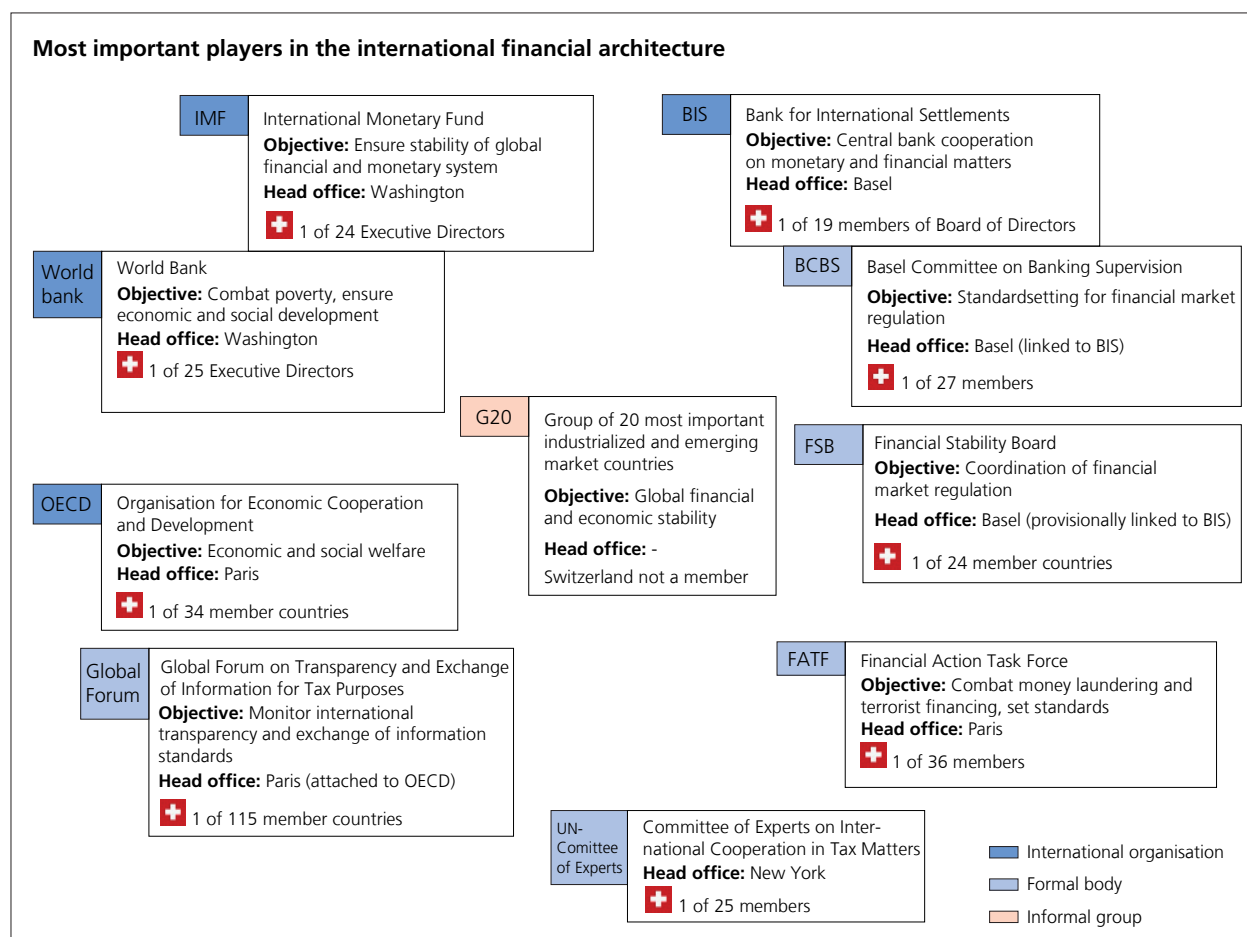 Most important players in the international financial architecture
IMF
International Monetary Fund
Objective: Ensure stability of global
financial and monetary system
Head office: Washington
1 of 24 Executive Directors
BIS
Bank for International Settlements
Objective: Central bank cooperation
on monetary and financial matters
Head office: Basel
1 of 19 members of Board of Directors
World
bank
World Bank
Objective: Combat poverty, ensure
economic and social development
Head office: Washington
1 of 25 Executive Directors
BCBS
Basel Committee on Banking Supervision
Objective: Standardsetting for financial market
regulation
Head office: Basel (linked to BIS)
1 of 27 members
G20
Group of 20 most important
industrialized and emerging
market countries
Objective: Global financial
and economic stability
Head office: -
Switzerland not a member
FSB
Financial Stability Board
Objective: Coordination of financial
market regulation
Head office: Basel (provisionally linked to BIS)
1 of 24 member countries
OECD
Organisation for Economic Cooperation
and Development
Objective: Economic and social welfare
Head office: Paris
1 of 34 member countries
Global
Forum
Global Forum on Transparency and Exchange
of Information for Tax Purposes
Objective: Monitor international
transparency and exchange of information
standards
Head office: Paris (attached to OECD)
1 of 115 member countries
FATF
Financial Action Task Force
Objective: Combat money laundering and
terrorist financing, set standards
Head office: Paris
1 of 36 members
UN-
Comittee
of Experts
Committee of Experts on Inter-
national Cooperation in Tax Matters
Head office: New York
1 of 25 members
International organisation
Formal body
Informal group